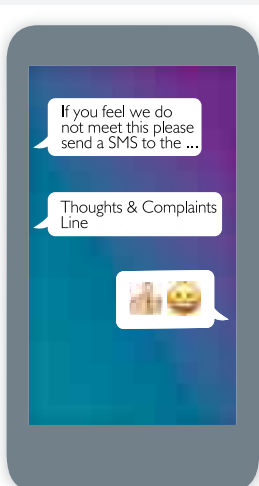 If you feel we do
not meet this please
send a SMS to the ...
Thoughts & Complaints
Line